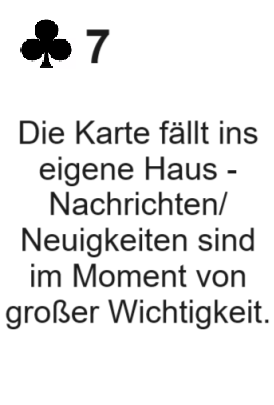 ♣ 7
Die Karte fällt ins
eigene Haus -
Nachrichten/
Neuigkeiten sind
im Moment von
großer Wichtigkeit.